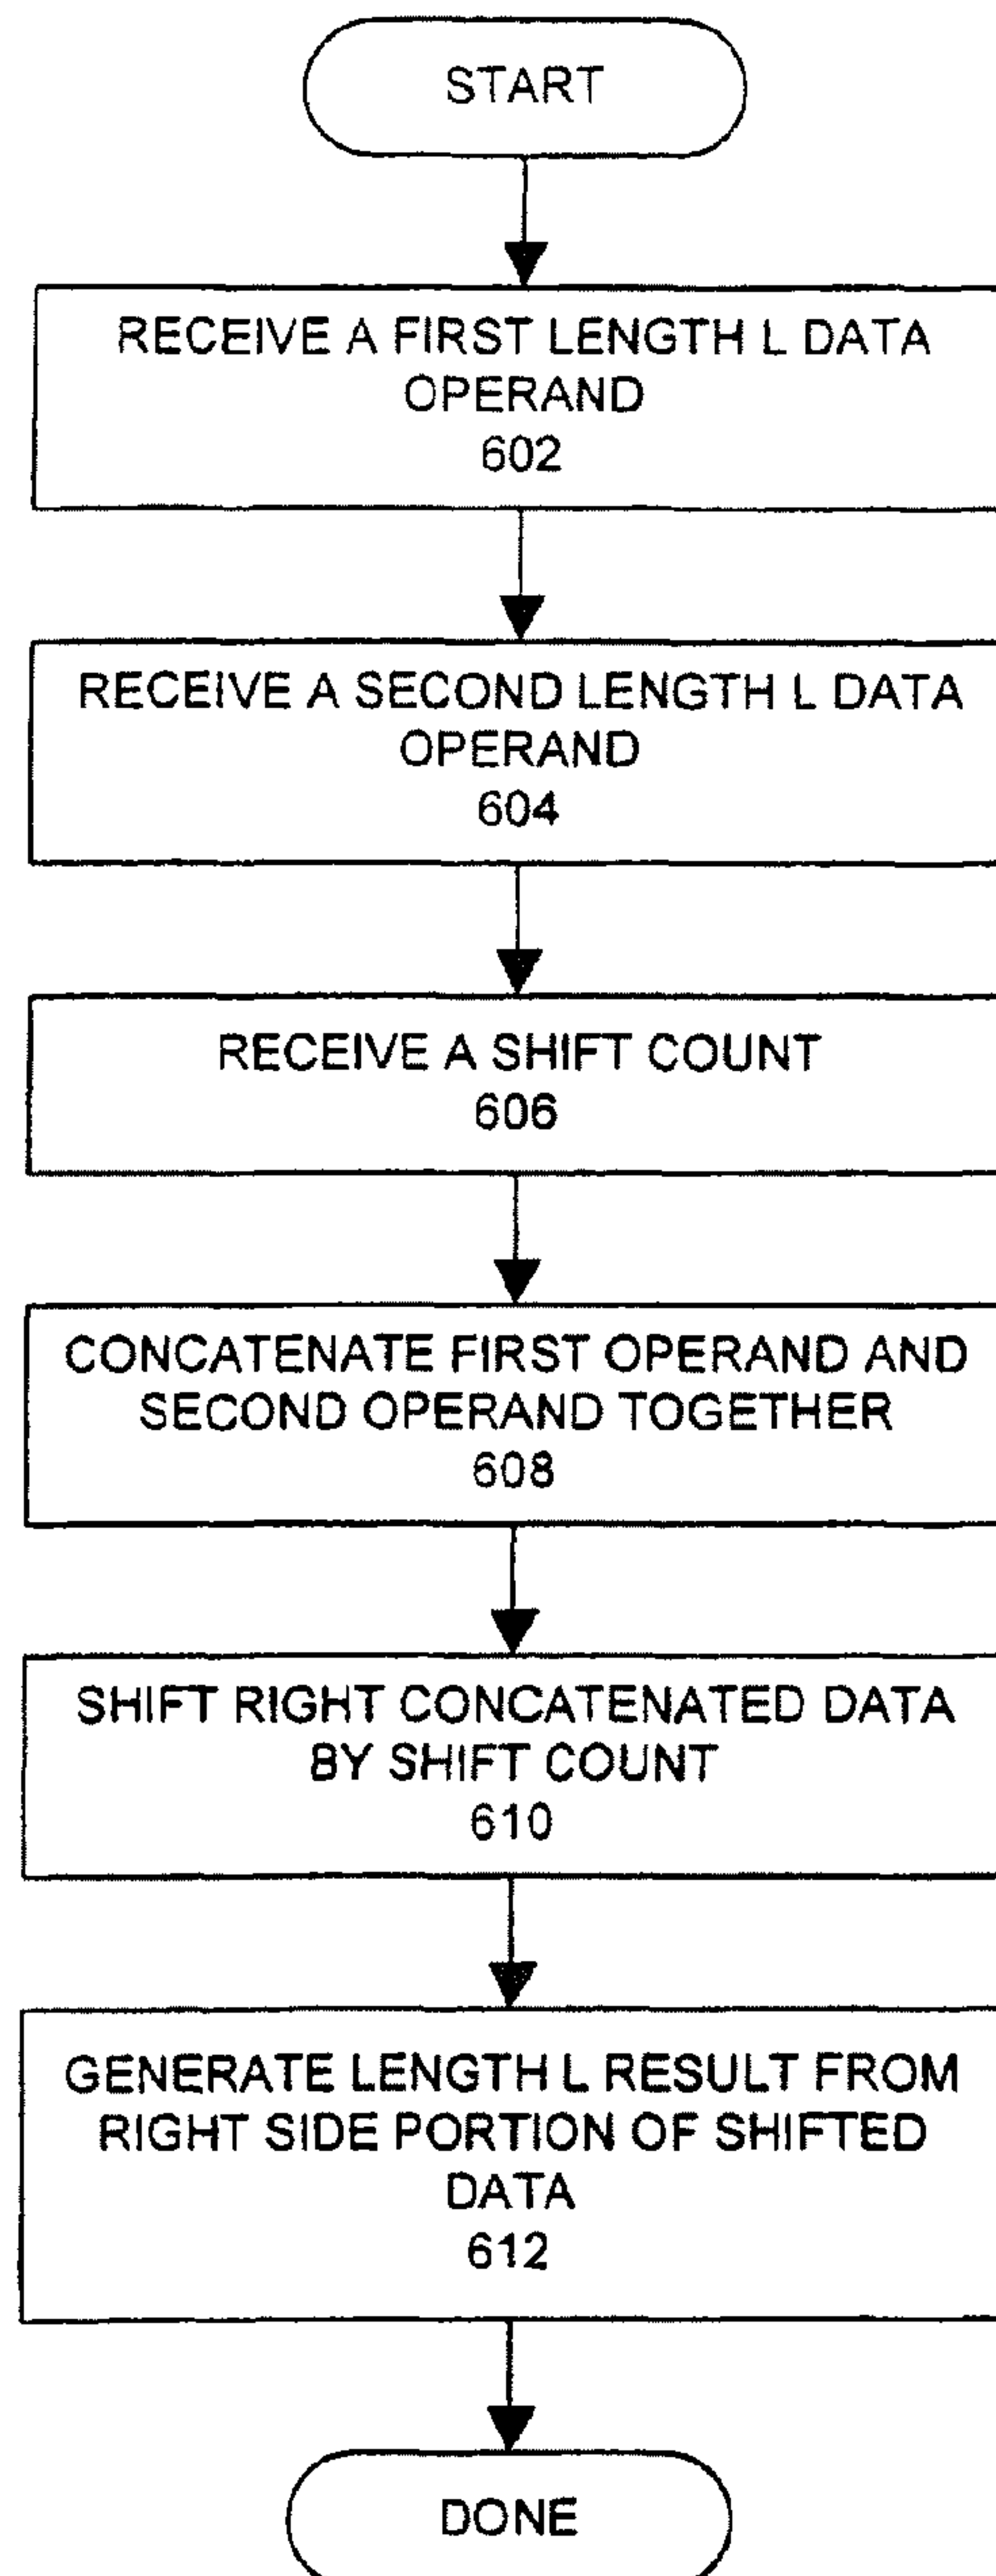 START
RECEIVE A FIRST LENGTH L DATA
OPERAND
602
RECEIVE A SECOND LENGTH L DATA
OPERAND
604
RECEIVE A SHIFT COUNT
606
CONCATENATE FIRST OPERAND AND
SECOND OPERAND TOGETHER
608
SHIFT RIGHT CONCATENATED DATA
BY SHIFT COUNT
610
GENERATE LENGTH L RESULT FROM
RIGHT SIDE PORTION OF SHIFTED
DATA
612
DONE